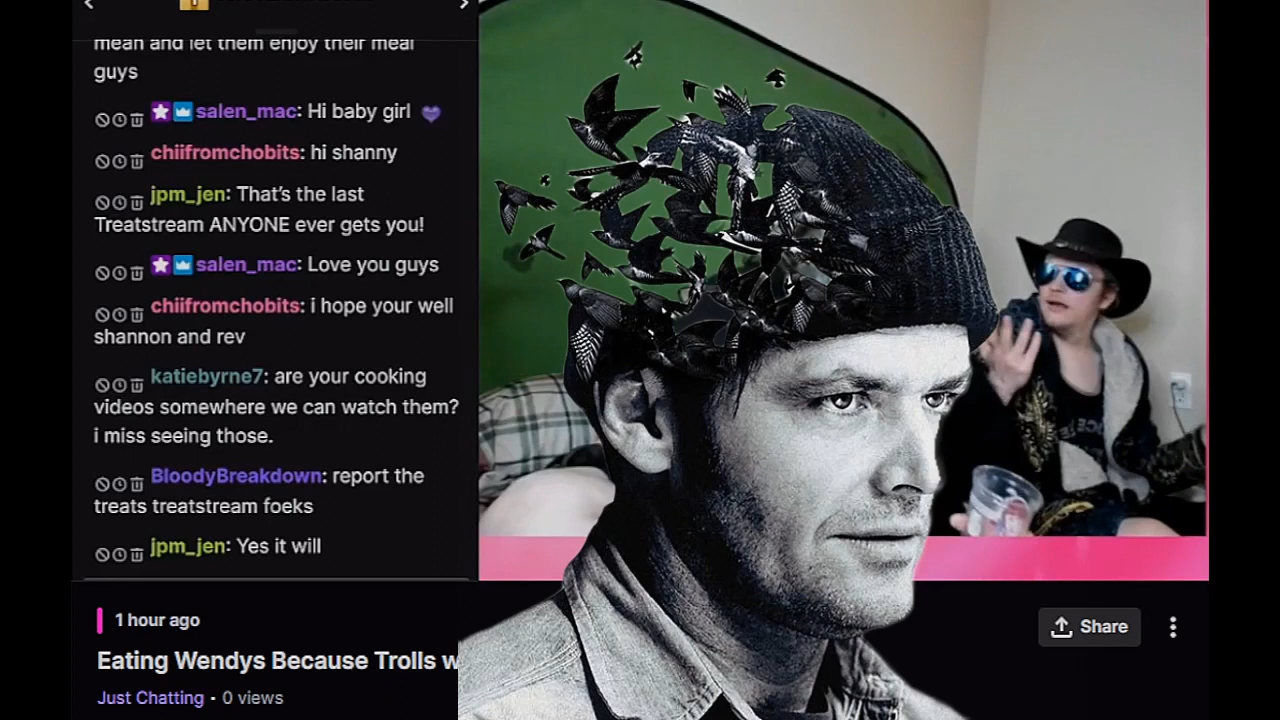 mean and let them enjoy their meal
guys
salen_mac: Hi baby girl 💜
chiifromchobits: hi shanny
jpm_jen: That's the last
Treatstream ANYONE ever gets you!
salen_mac: Love you guys
chiifromchobits: i hope your well
shannon and rev
katiebyrne7: are your cooking
videos somewhere we can watch them?
i miss seeing those.
BloodyBreakdown: report the
treats treatstream foeks
jpm_jen: Yes it will
1 hour ago
Share
Eating Wendys Because Trolls w
Just Chatting • 0 views